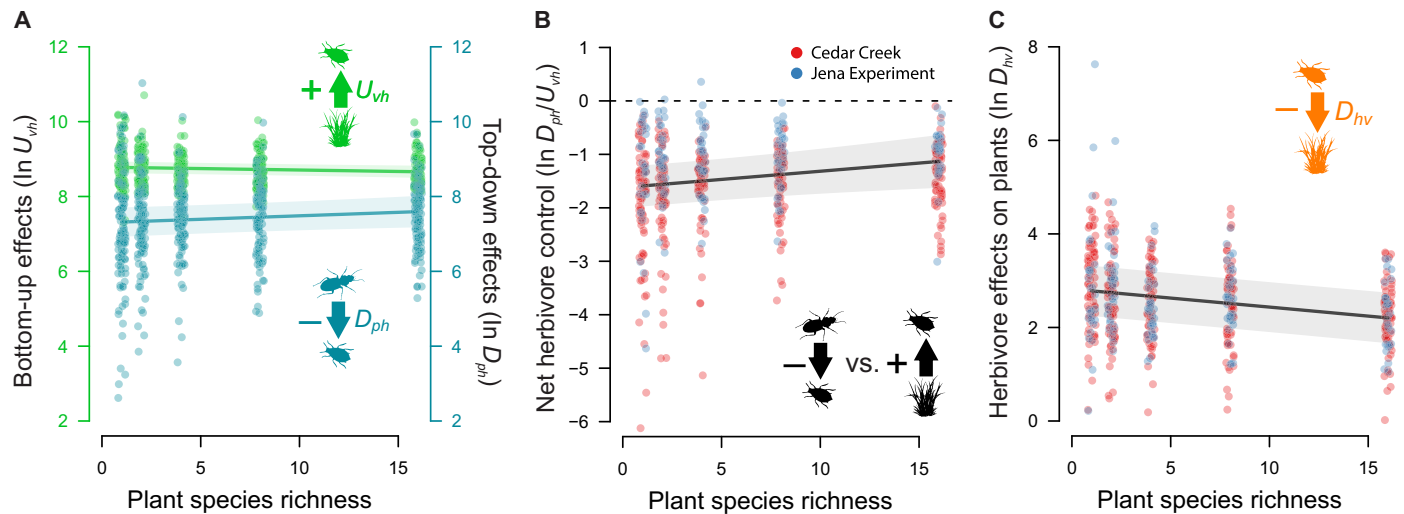 A
12
10
8
6
4
2
Bottom-up effects (ln Uvh)
+ Uvh
− Dph
12
10
8
6
4
2
Top-down effects (ln Dph)
0 5 10 15
Plant species richness
B
1
0
−1
−2
−3
−4
−5
−6
Net herbivore control (ln Dph/Uvh)
Cedar Creek
Jena Experiment
− vs. +
0 5 10 15
Plant species richness
C
8
6
4
2
0
Herbivore effects on plants (ln Dhv)
− Dhv
0 5 10 15
Plant species richness